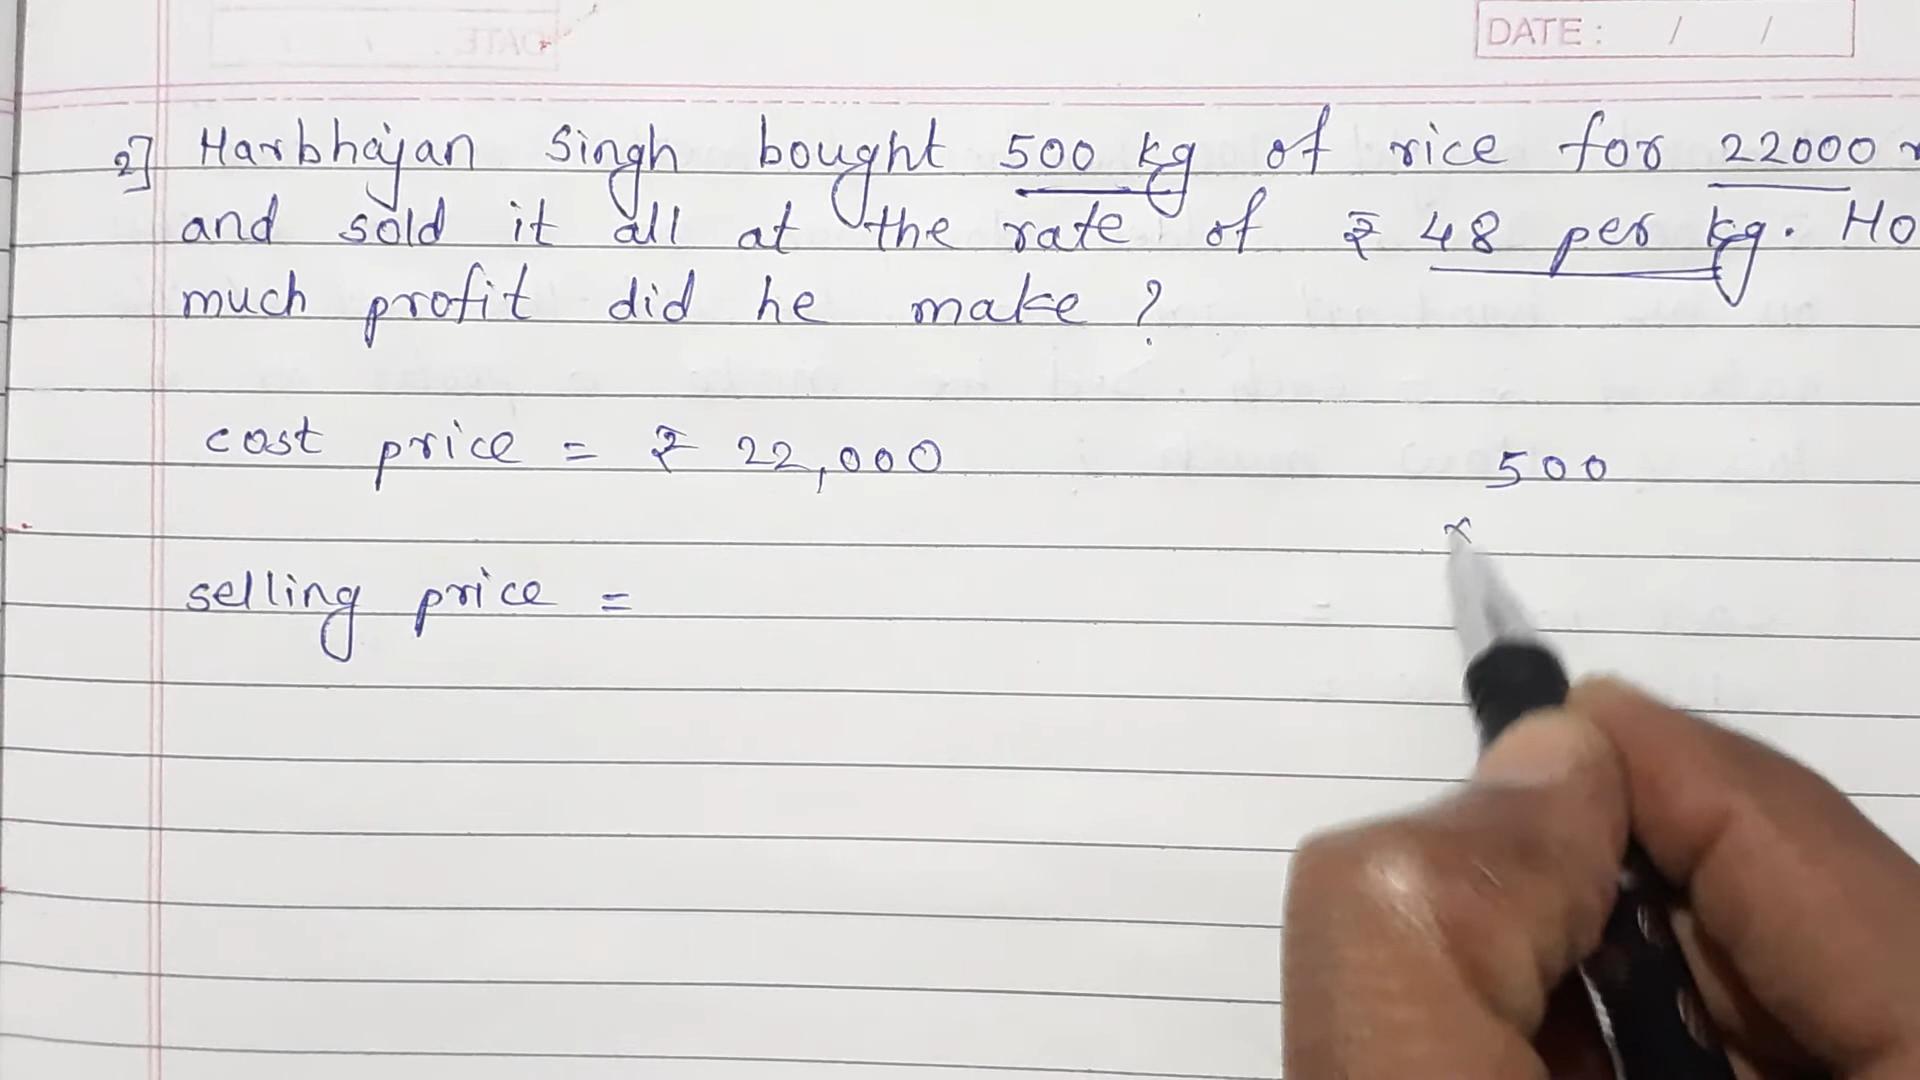 DATE : / /
2] Harbhajan Singh bought 500 kg of rice for 22000
and sold it all at the rate of ₹ 48 per kg. Ho
much profit did he make ?
cost price = ₹ 22,000
500
×
selling price =